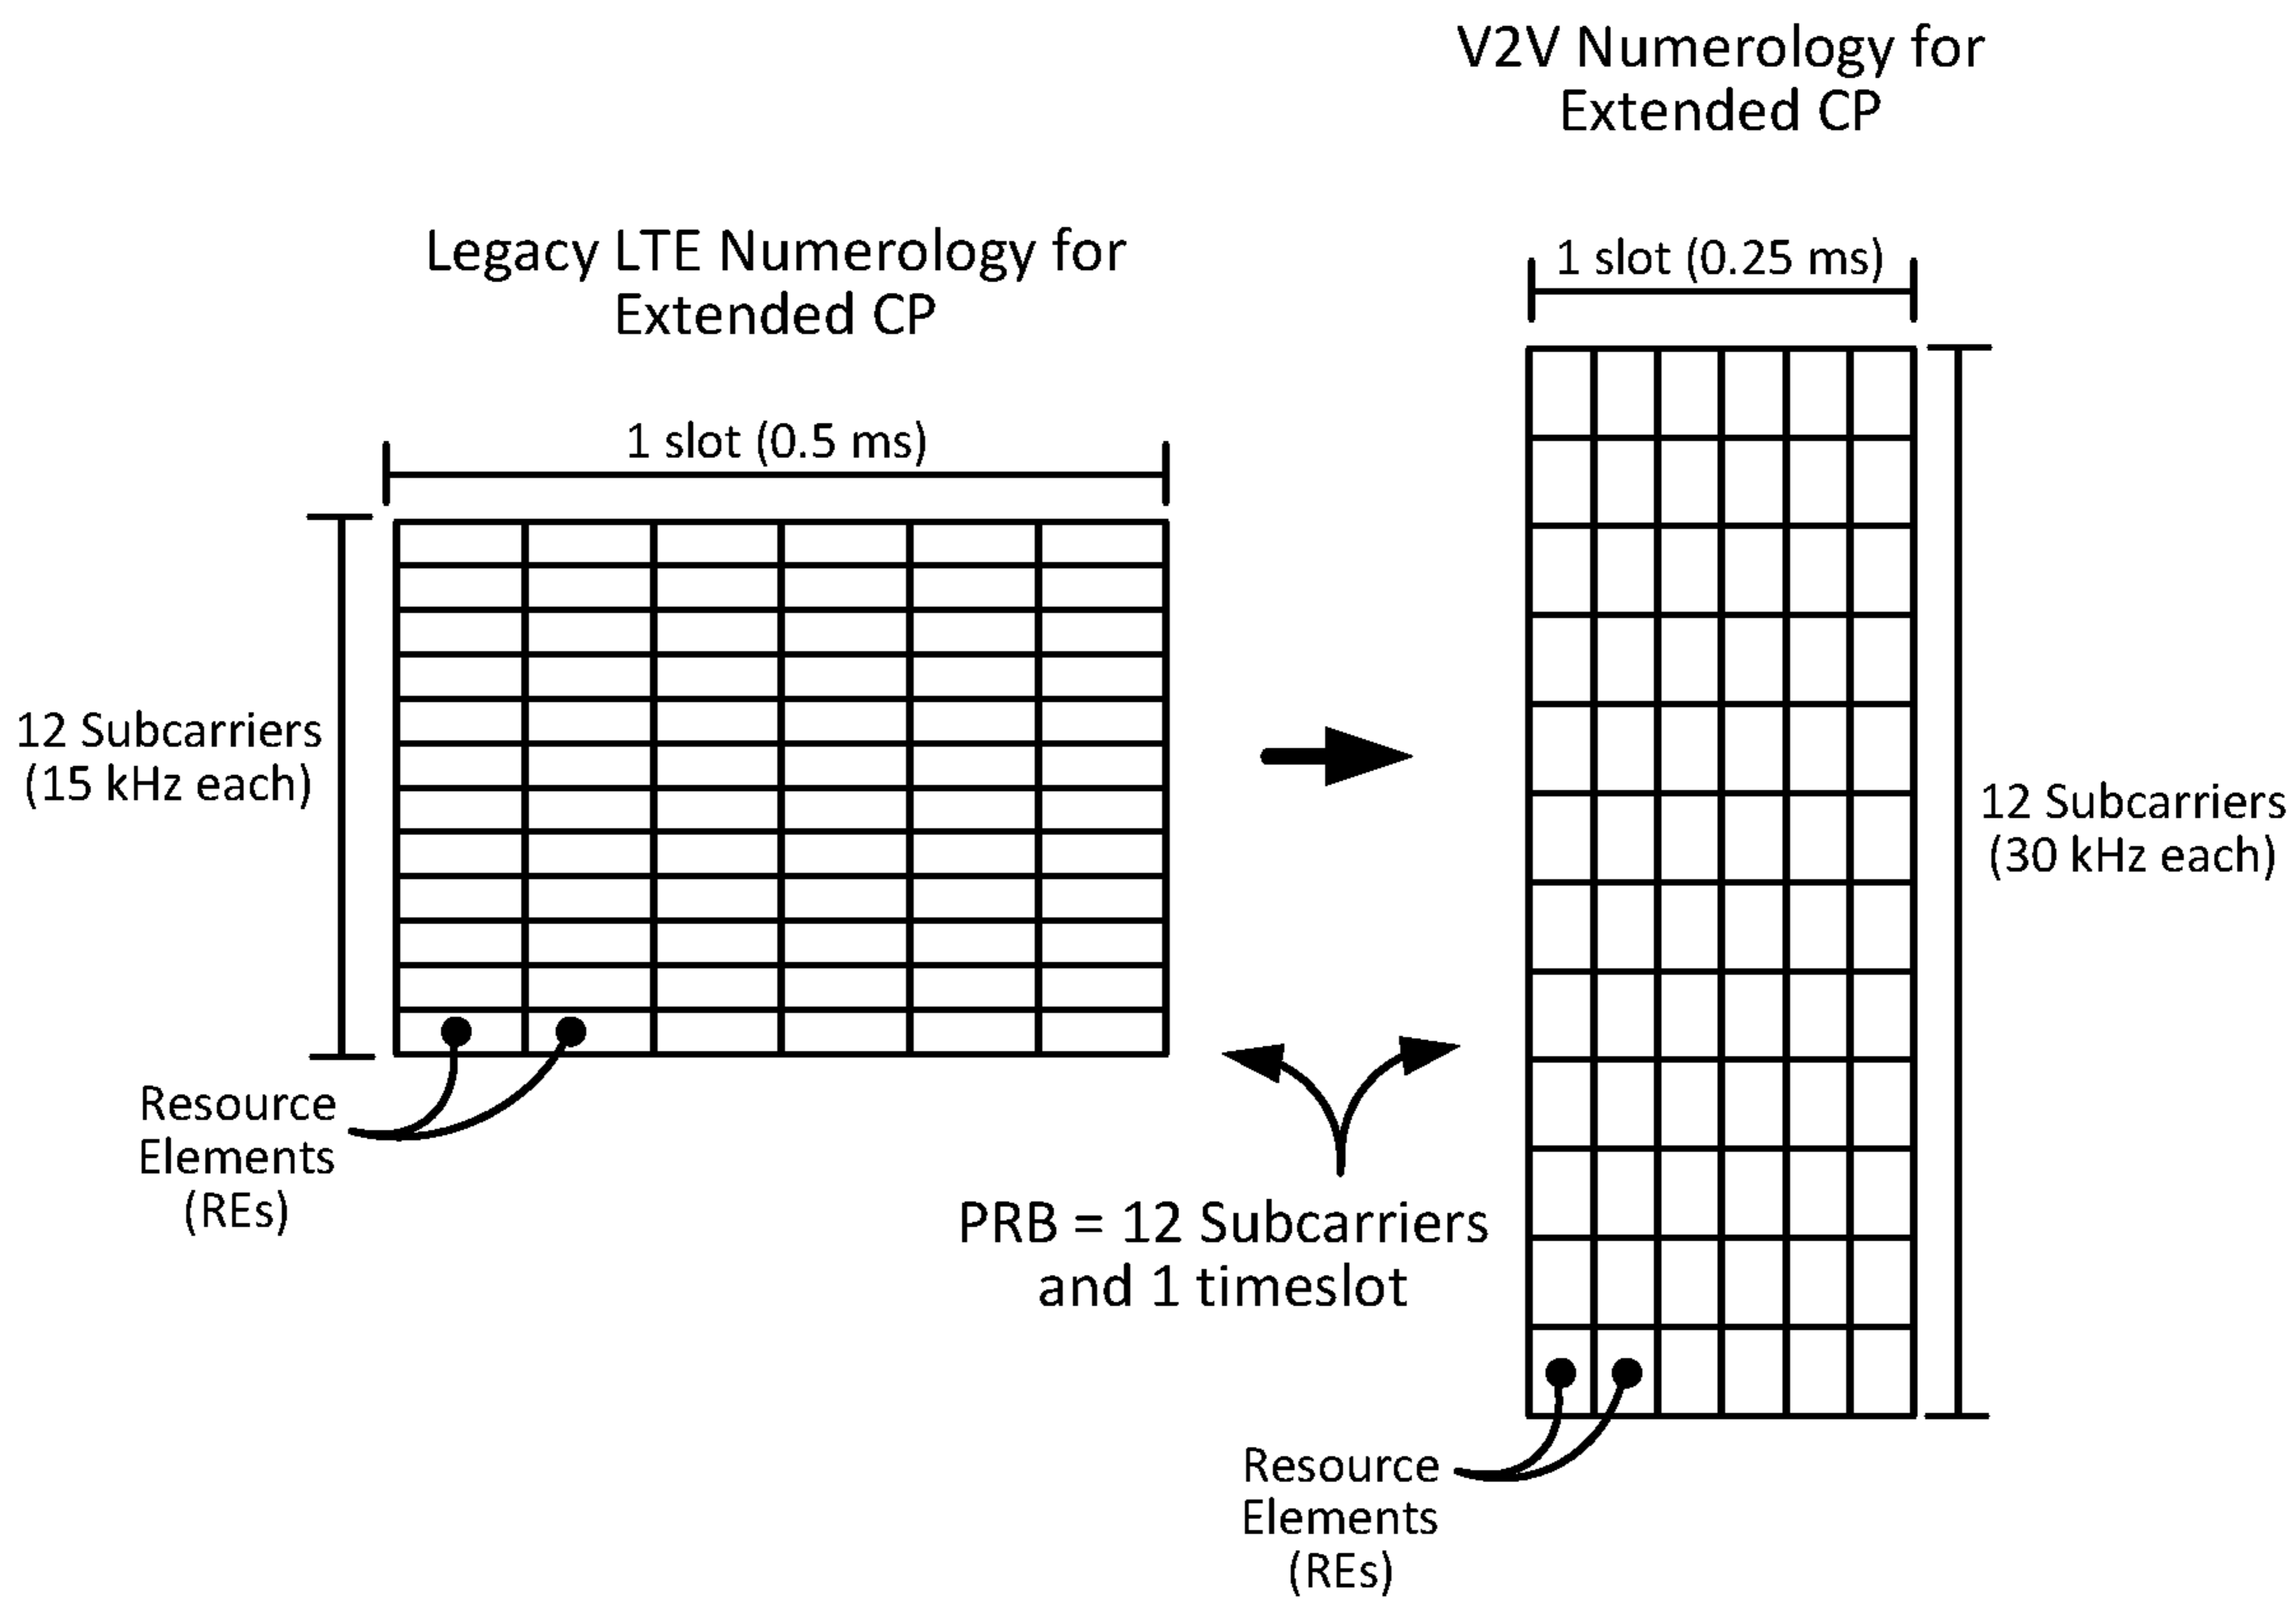 V2V Numerology for
Extended CP
Legacy LTE Numerology for
Extended CP
1 slot (0.25 ms)
1 slot (0.5 ms)
12 Subcarriers
(15 kHz each)
12 Subcarriers
(30 kHz each)
Resource
Elements
(REs)
PRB = 12 Subcarriers
and 1 timeslot
Resource
Elements
(REs)